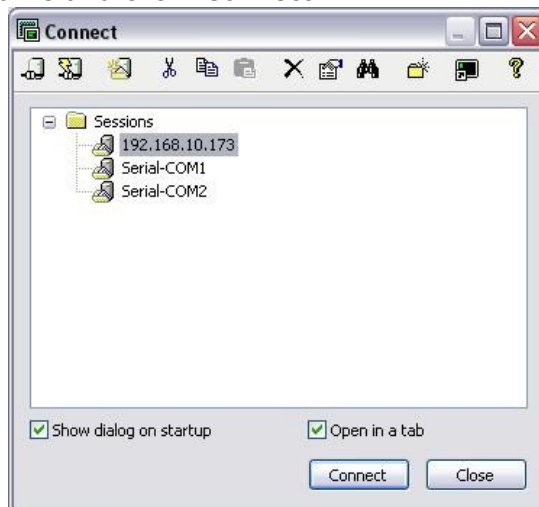 Connect
Sessions
192.168.10.173
Serial-COM1
Serial-COM2
Show dialog on startup
Open in a tab
Connect
Close